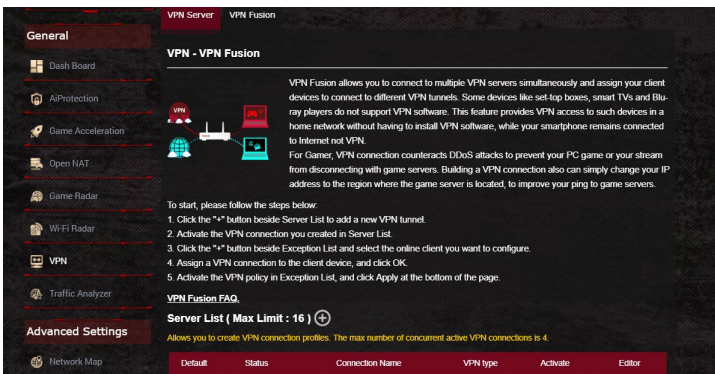 VPN Server VPN Fusion
General
Dash Board
AiProtection
Game Acceleration
Open NAT
Game Radar
Wi-Fi Radar
VPN
Traffic Analyzer
Advanced Settings
Network Map
VPN - VPN Fusion
VPN
VPN Fusion allows you to connect to multiple VPN servers simultaneously and assign your client
devices to connect to different VPN tunnels. Some devices like set-top boxes, smart TVs and Blu-
ray players do not support VPN software. This feature provides VPN access to such devices in a
home network without having to install VPN software, while your smartphone remains connected
to Internet not VPN.
For Gamer, VPN connection counteracts DDoS attacks to prevent your PC game or your stream
from disconnecting with game servers. Building a VPN connection also can simply change your IP
address to the region where the game server is located, to improve your ping to game servers.
To start, please follow the steps below:
1. Click the "+" button beside Server List to add a new VPN tunnel.
2. Activate the VPN connection you created in Server List.
3. Click the "+" button beside Exception List and select the online client you want to configure.
4. Assign a VPN connection to the client device, and click OK.
5. Activate the VPN policy in Exception List, and click Apply at the bottom of the page.
VPN Fusion FAQ.
Server List ( Max Limit : 16 )
Allows you to create VPN connection profiles. The max number of concurrent active VPN connections is 4.
Default Status Connection Name VPN type Activate Editor